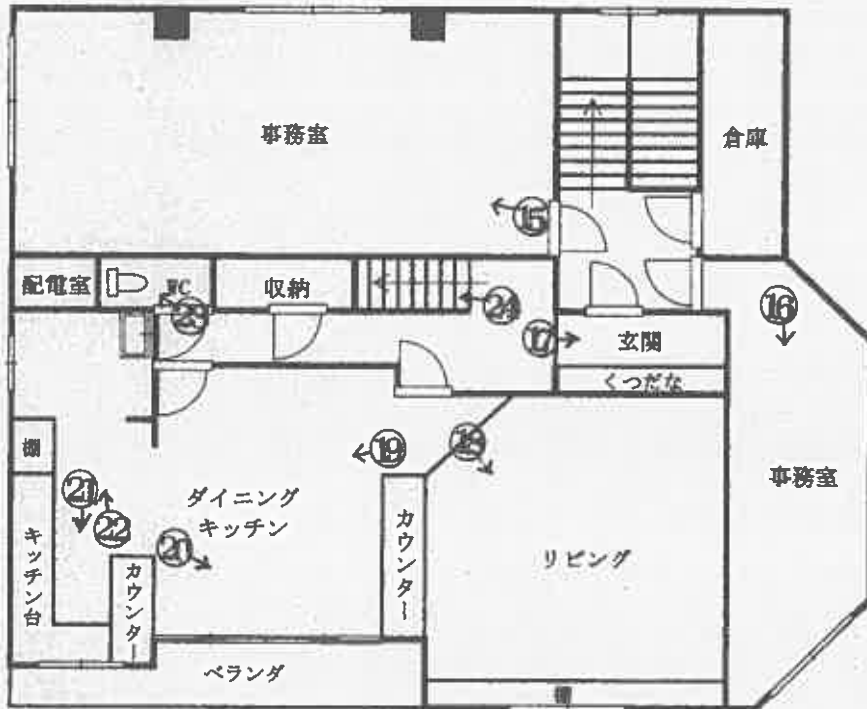 事務室
倉庫
⑮
配電室
WC
収納
㉓
㉔
⑯
⑰
玄関
くつだな
棚
⑲
⑱
事務室
㉑
㉒
ダイニング
キッチン
⑳
カウンター
リビング
キッチン台
カウンター
ベランダ
棚